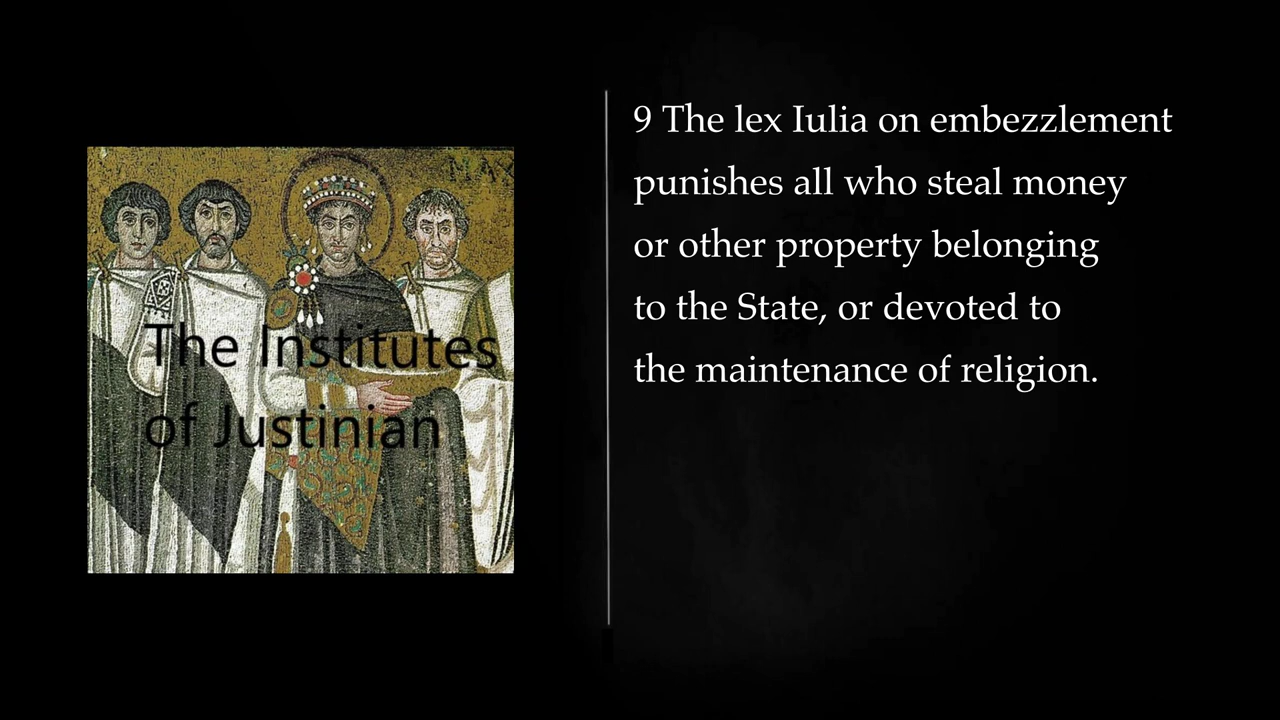 The Institutes
of Justinian
9 The lex Iulia on embezzlement
punishes all who steal money
or other property belonging
to the State, or devoted to
the maintenance of religion.